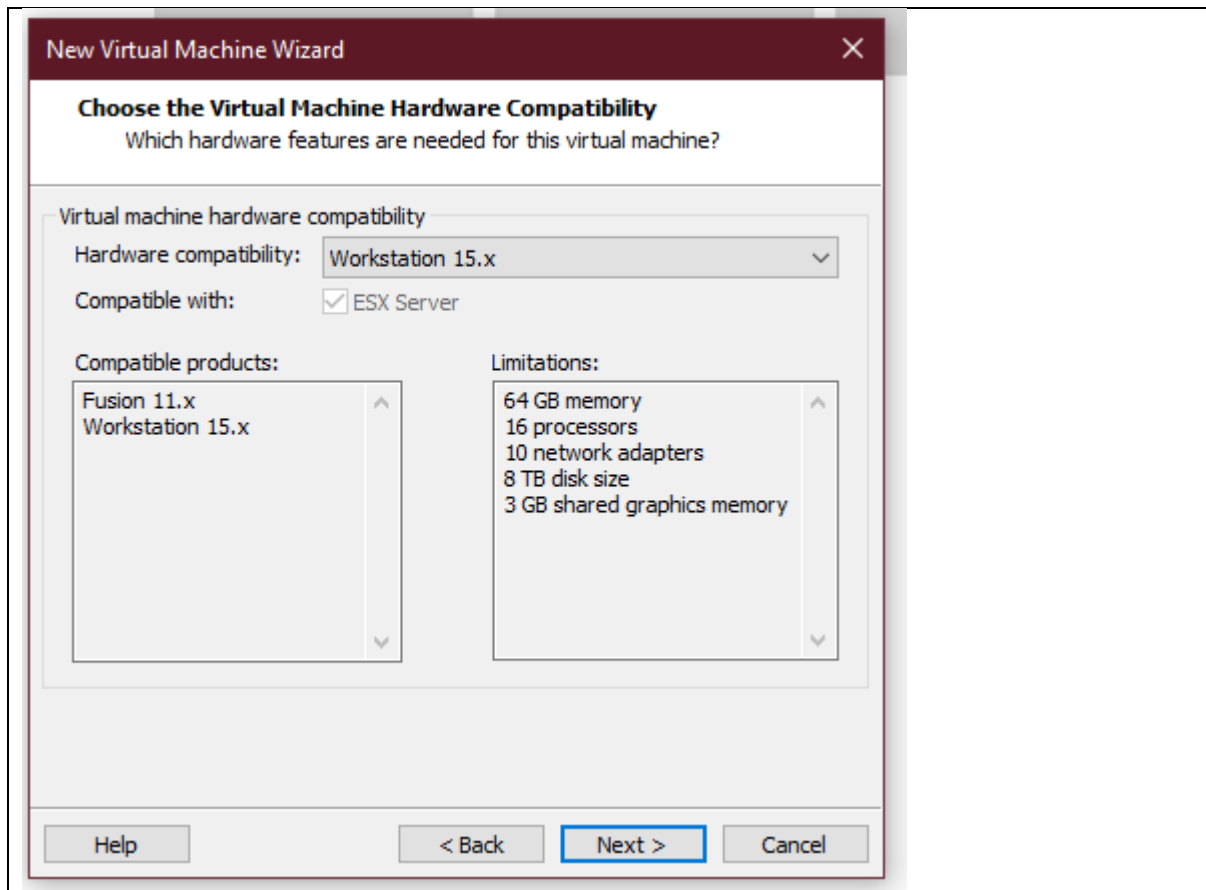 New Virtual Machine Wizard
Choose the Virtual Machine Hardware Compatibility
Which hardware features are needed for this virtual machine?
Virtual machine hardware compatibility
Hardware compatibility: Workstation 15.x
Compatible with: ESX Server
Compatible products:
Fusion 11.x
Workstation 15.x
Limitations:
64 GB memory
16 processors
10 network adapters
8 TB disk size
3 GB shared graphics memory
Help < Back Next > Cancel